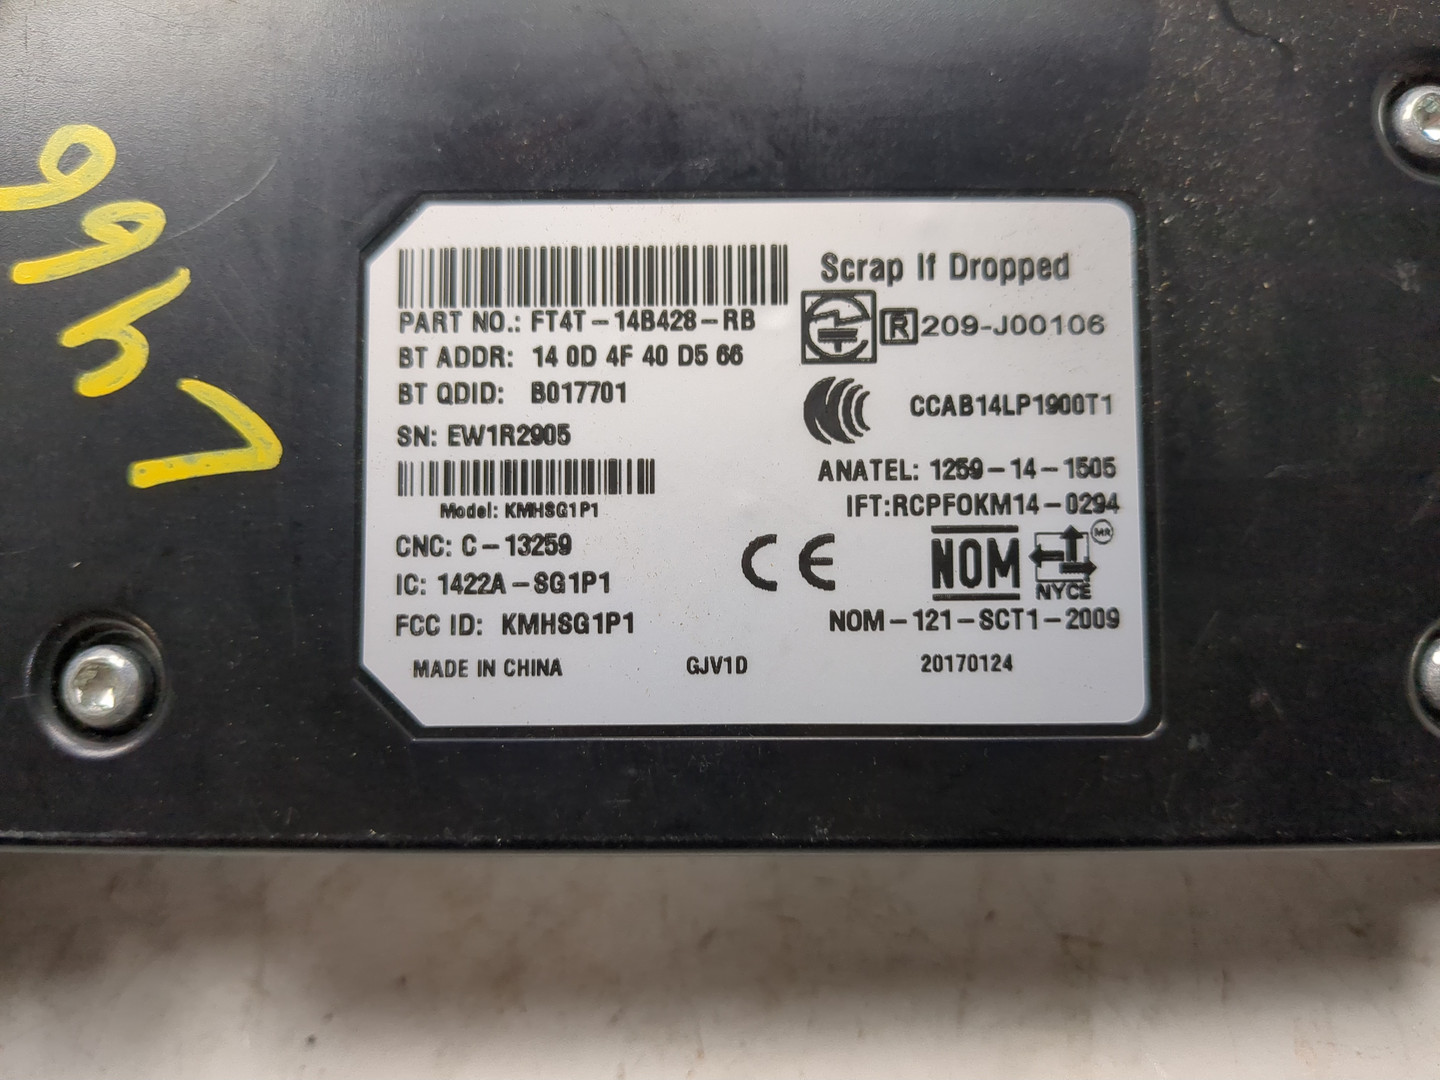 PART NO.: FT4T-14B428-RB
BT ADDR: 14 0D 4F 40 D5 66
BT QDID: B017701
SN: EW1R2905
Model: KMHSG1P1
CNC: C-13259
IC: 1422A-SG1P1
FCC ID: KMHSG1P1
MADE IN CHINA
GJV1D
Scrap If Dropped
R 209-J00106
CCAB14LP1900T1
ANATEL: 1259-14-1505
IFT:RCPFOKM14-0294
CE
NOM
NYCE
MR
NOM-121-SCT1-2009
20170124